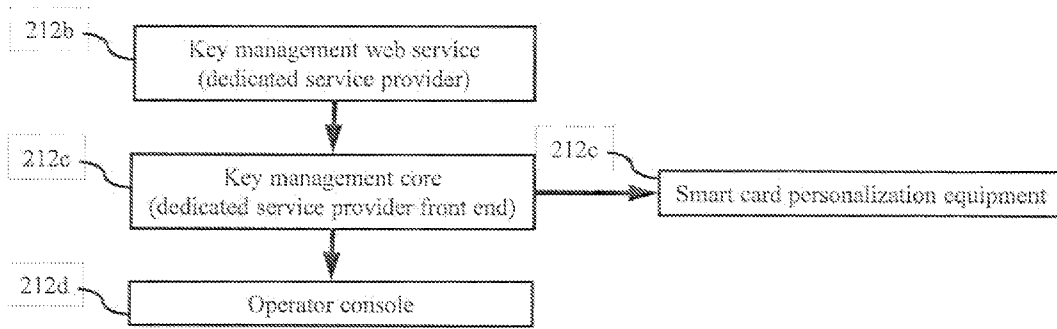 212b
Key management web service
(dedicated service provider)
212c
Key management core
(dedicated service provider front end)
212c
Smart card personalization equipment
212d
Operator console